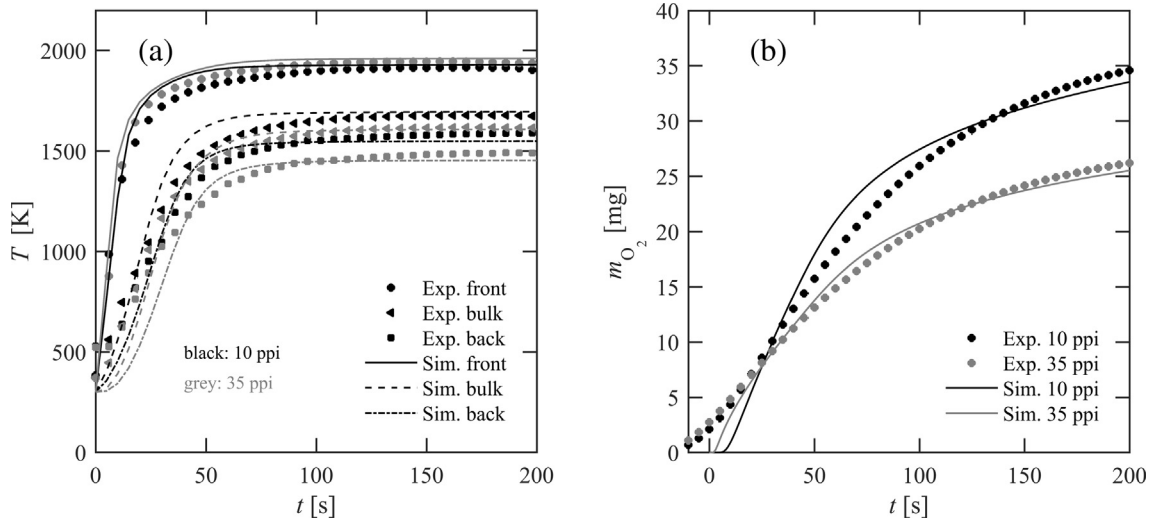 (a)
2000
1500
1000
500
0
T [K]
0
50
100
150
200
t [s]
black: 10 ppi
grey: 35 ppi
Exp. front
Exp. bulk
Exp. back
Sim. front
Sim. bulk
Sim. back
(b)
40
35
30
25
20
15
10
5
0
m_O2 [mg]
0
50
100
150
200
t [s]
Exp. 10 ppi
Exp. 35 ppi
Sim. 10 ppi
Sim. 35 ppi